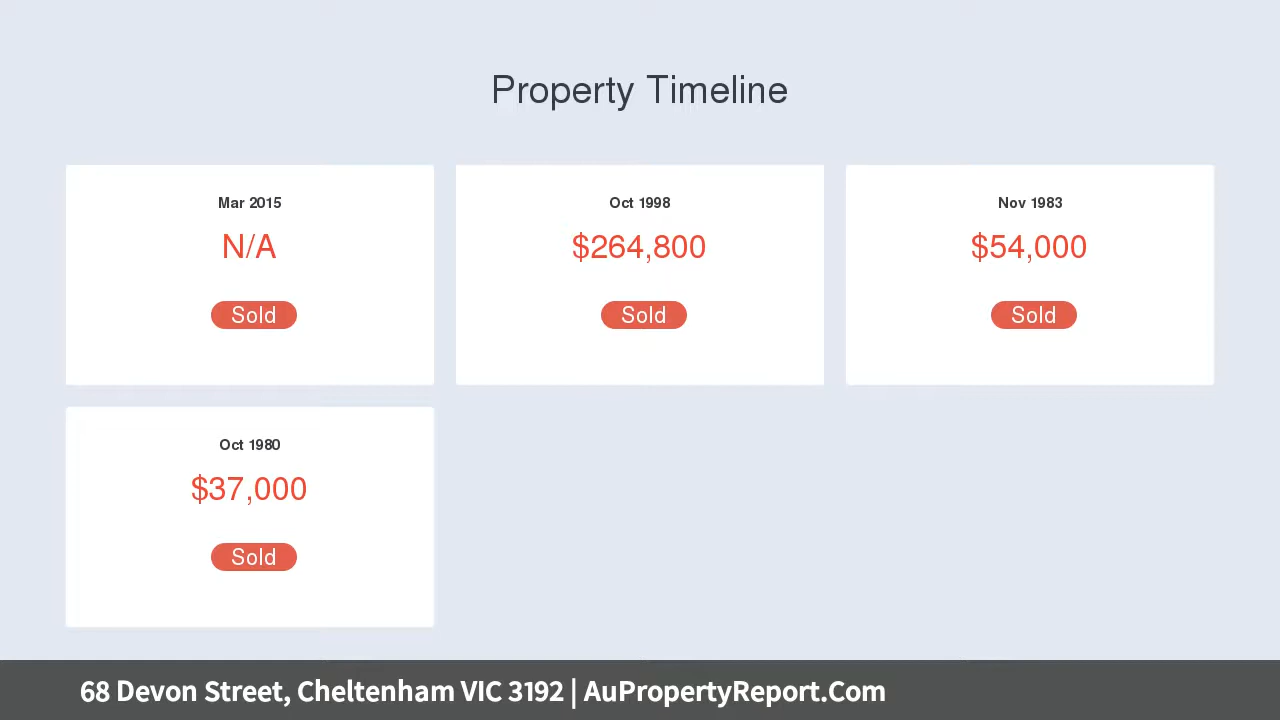 Property Timeline
Mar 2015
N/A
Sold
Oct 1998
$264,800
Sold
Nov 1983
$54,000
Sold
Oct 1980
$37,000
Sold
68 Devon Street, Cheltenham VIC 3192 | AuPropertyReport.Com